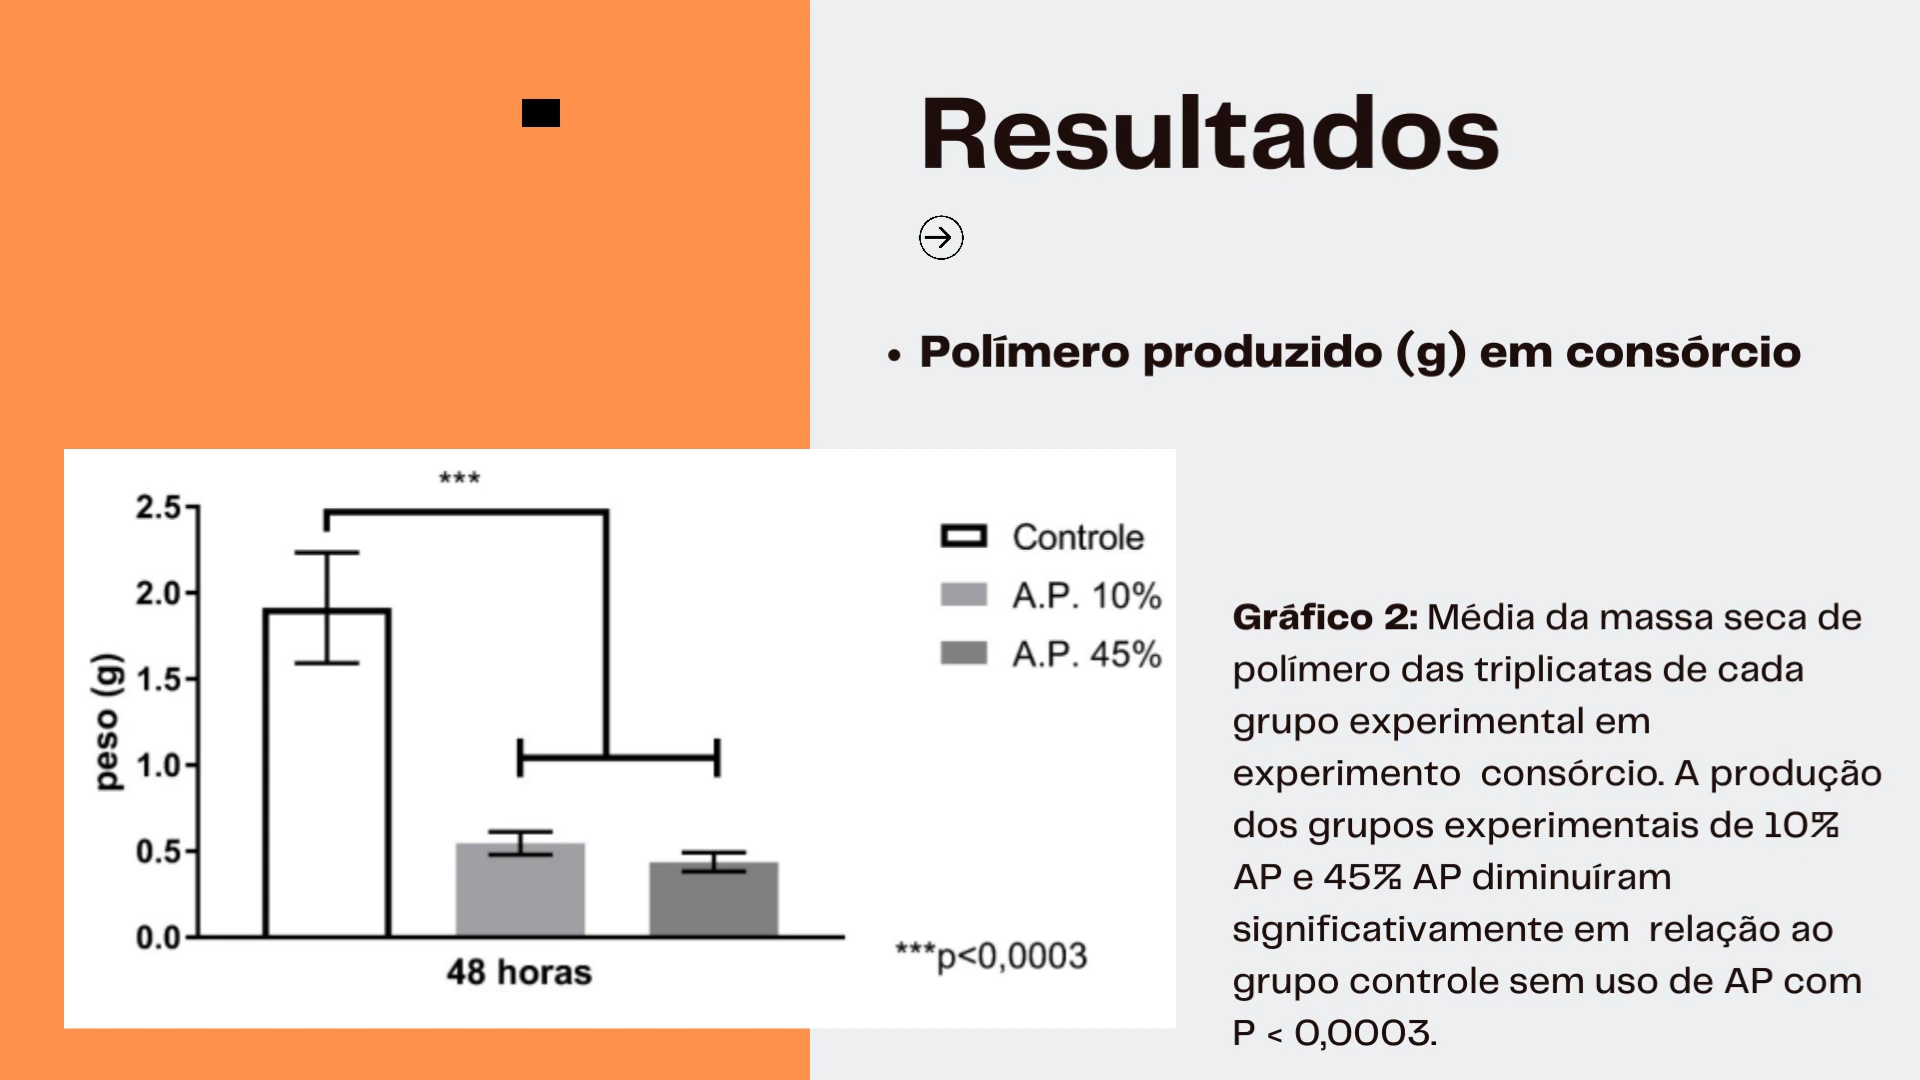 Resultados
• Polímero produzido (g) em consórcio
***
2.5
2.0
1.5
1.0
0.5
0.0
peso (g)
48 horas
Controle
A.P. 10%
A.P. 45%
***p<0,0003
Gráfico 2: Média da massa seca de
polímero das triplicatas de cada
grupo experimental em
experimento  consórcio. A produção
dos grupos experimentais de 10%
AP e 45% AP diminuíram
significativamente em  relação ao
grupo controle sem uso de AP com
P < 0,0003.